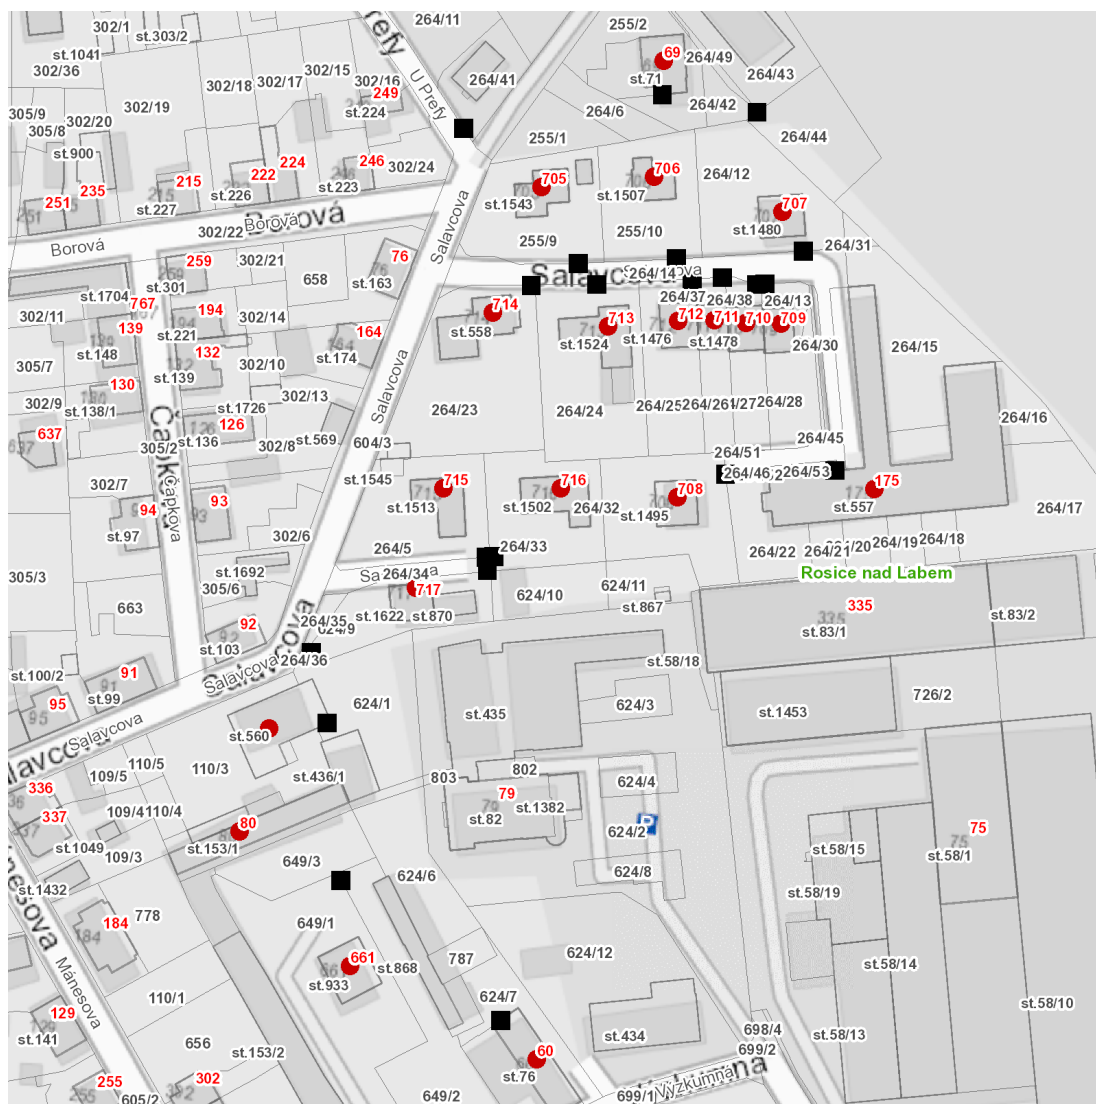 302/1
264/11
255/2
st.303/2
U Prefy
69
st.1041
264/49
302/36
302/15
302/17
302/16
st.71
264/43
302/18
264/41
249
302/19
st.224
264/42
305/9
302/20
264/6
305/8
255/1
264/44
st.900
224
246
302/24
222
706
264/12
215
705
235
st.223
251
st.226
st.1507
707
st.227
st.1543
Borová
Borová
Salavcova
st.1480
302/22
255/9
255/10
264/31
Borová
76
259
302/21
Salavcova
264/14
st.301
658
st.163
st.1704
264/37
264/38
264/13
767
714
302/11
194
302/14
712
711
710
709
139
164
713
st.558
st.221
st.1524
st.1476
st.1478
264/30
264/15
132
st.148
st.174
305/7
302/10
st.139
130
Salavcova
302/13
302/9
st.138/1
st.1726
264/23
264/24
264/25
264/28
264/16
126
637
Čapkova
st.136
st.569
604/3
264/45
305/2
302/8
264/51
264/46
264/53
st.1545
302/7
715
716
708
175
93
94
st.1513
st.1502
264/32
st.1495
st.557
264/17
Čapkova
st.97
302/6
264/5
264/33
264/22
264/21
264/19
264/18
st.1692
264/34
Rosice nad Labem
305/3
305/6
717
624/11
624/10
663
st.867
335
st.1622
st.870
st.83/2
92
264/35
st.83/1
624/9
st.103
264/36
Salavcova
st.58/18
st.100/2
91
Salavcova
726/2
st.99
95
624/1
624/3
st.435
st.1453
Salavcova
st.560
110/5
110/3
802
109/5
st.436/1
803
624/4
336
79
109/4
110/4
st.1382
337
80
st.82
624/2
P
75
st.1049
st.153/1
st.58/15
109/3
649/3
st.58/1
624/6
624/8
st.1432
st.58/19
778
184
649/1
Mánesova
661
787
624/12
st.868
st.58/14
st.933
Mánesova
110/1
624/7
st.58/10
129
698/4
st.141
st.434
st.58/13
656
60
699/2
st.153/2
255
302
st.76
Výzkumná
605/2
649/2
699/1